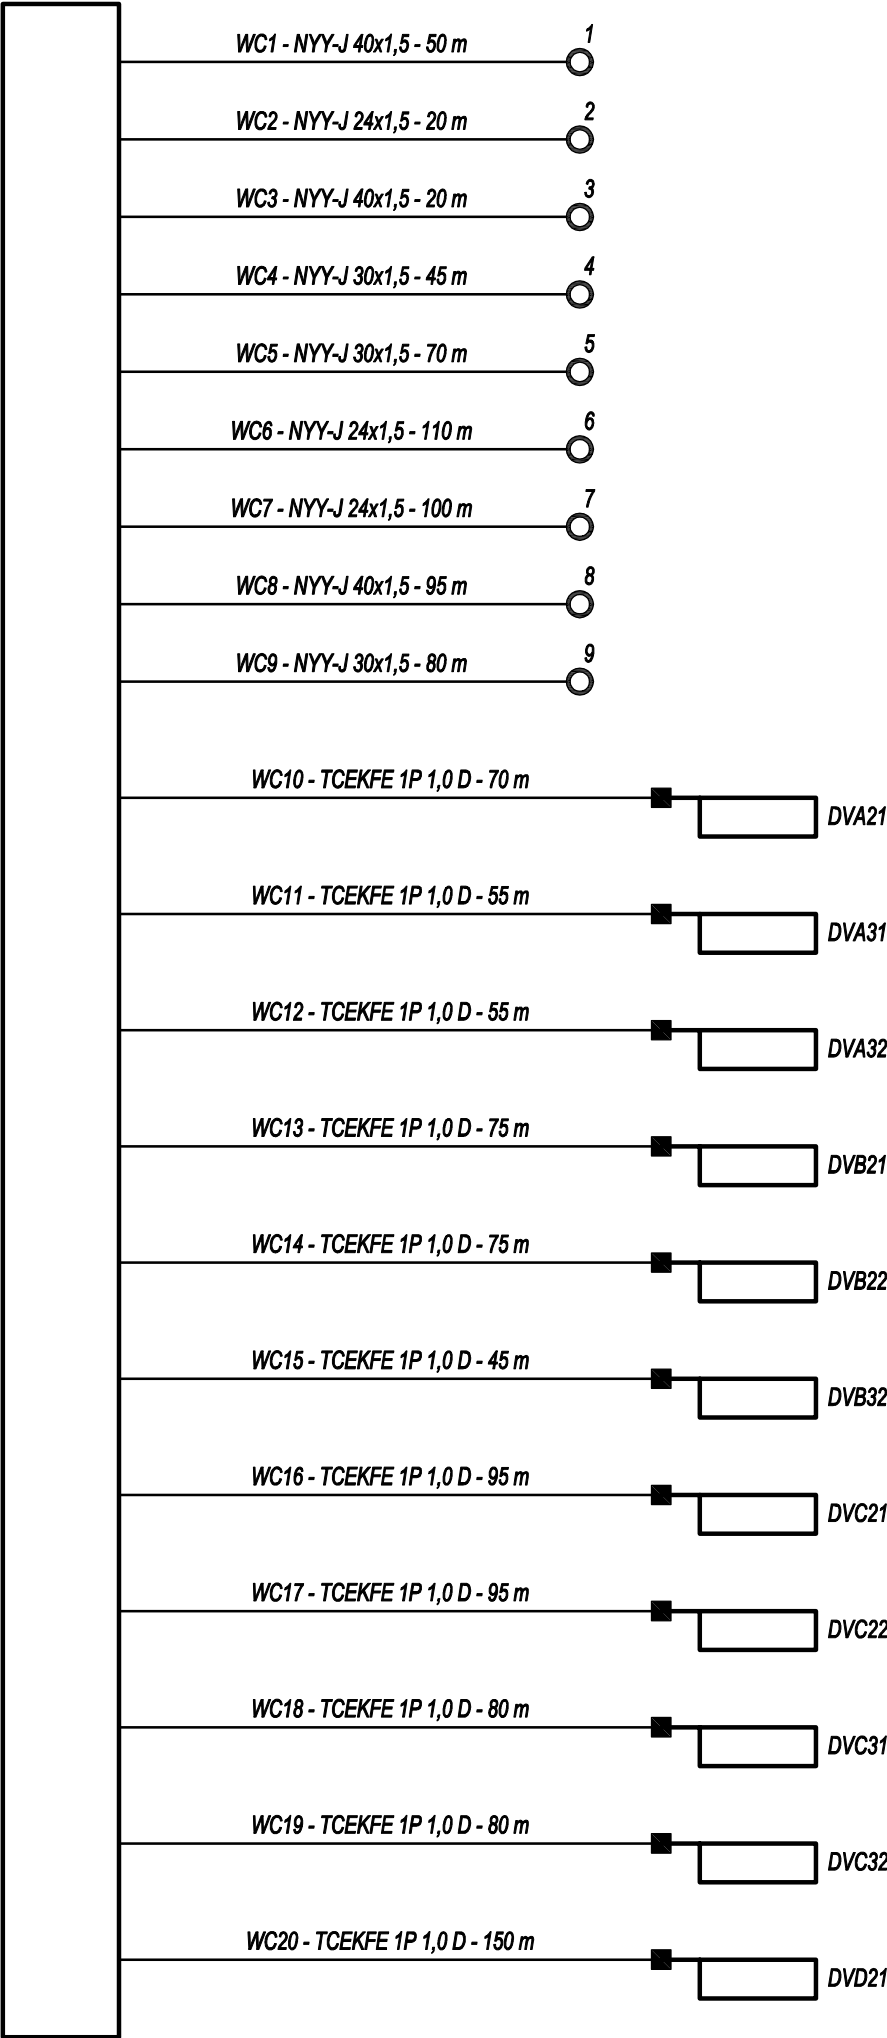 1
WC1 - NYY-J 40x1,5 - 50 m
2
WC2 - NYY-J 24x1,5 - 20 m
3
WC3 - NYY-J 40x1,5 - 20 m
4
WC4 - NYY-J 30x1,5 - 45 m
5
WC5 - NYY-J 30x1,5 - 70 m
6
WC6 - NYY-J 24x1,5 - 110 m
7
WC7 - NYY-J 24x1,5 - 100 m
8
WC8 - NYY-J 40x1,5 - 95 m
9
WC9 - NYY-J 30x1,5 - 80 m
WC10 - TCEKFE 1P 1,0 D - 70 m
DVA21
WC11 - TCEKFE 1P 1,0 D - 55 m
DVA31
WC12 - TCEKFE 1P 1,0 D - 55 m
DVA32
WC13 - TCEKFE 1P 1,0 D - 75 m
DVB21
WC14 - TCEKFE 1P 1,0 D - 75 m
DVB22
WC15 - TCEKFE 1P 1,0 D - 45 m
DVB32
WC16 - TCEKFE 1P 1,0 D - 95 m
DVC21
WC17 - TCEKFE 1P 1,0 D - 95 m
DVC22
WC18 - TCEKFE 1P 1,0 D - 80 m
DVC31
WC19 - TCEKFE 1P 1,0 D - 80 m
DVC32
WC20 - TCEKFE 1P 1,0 D - 150 m
DVD21